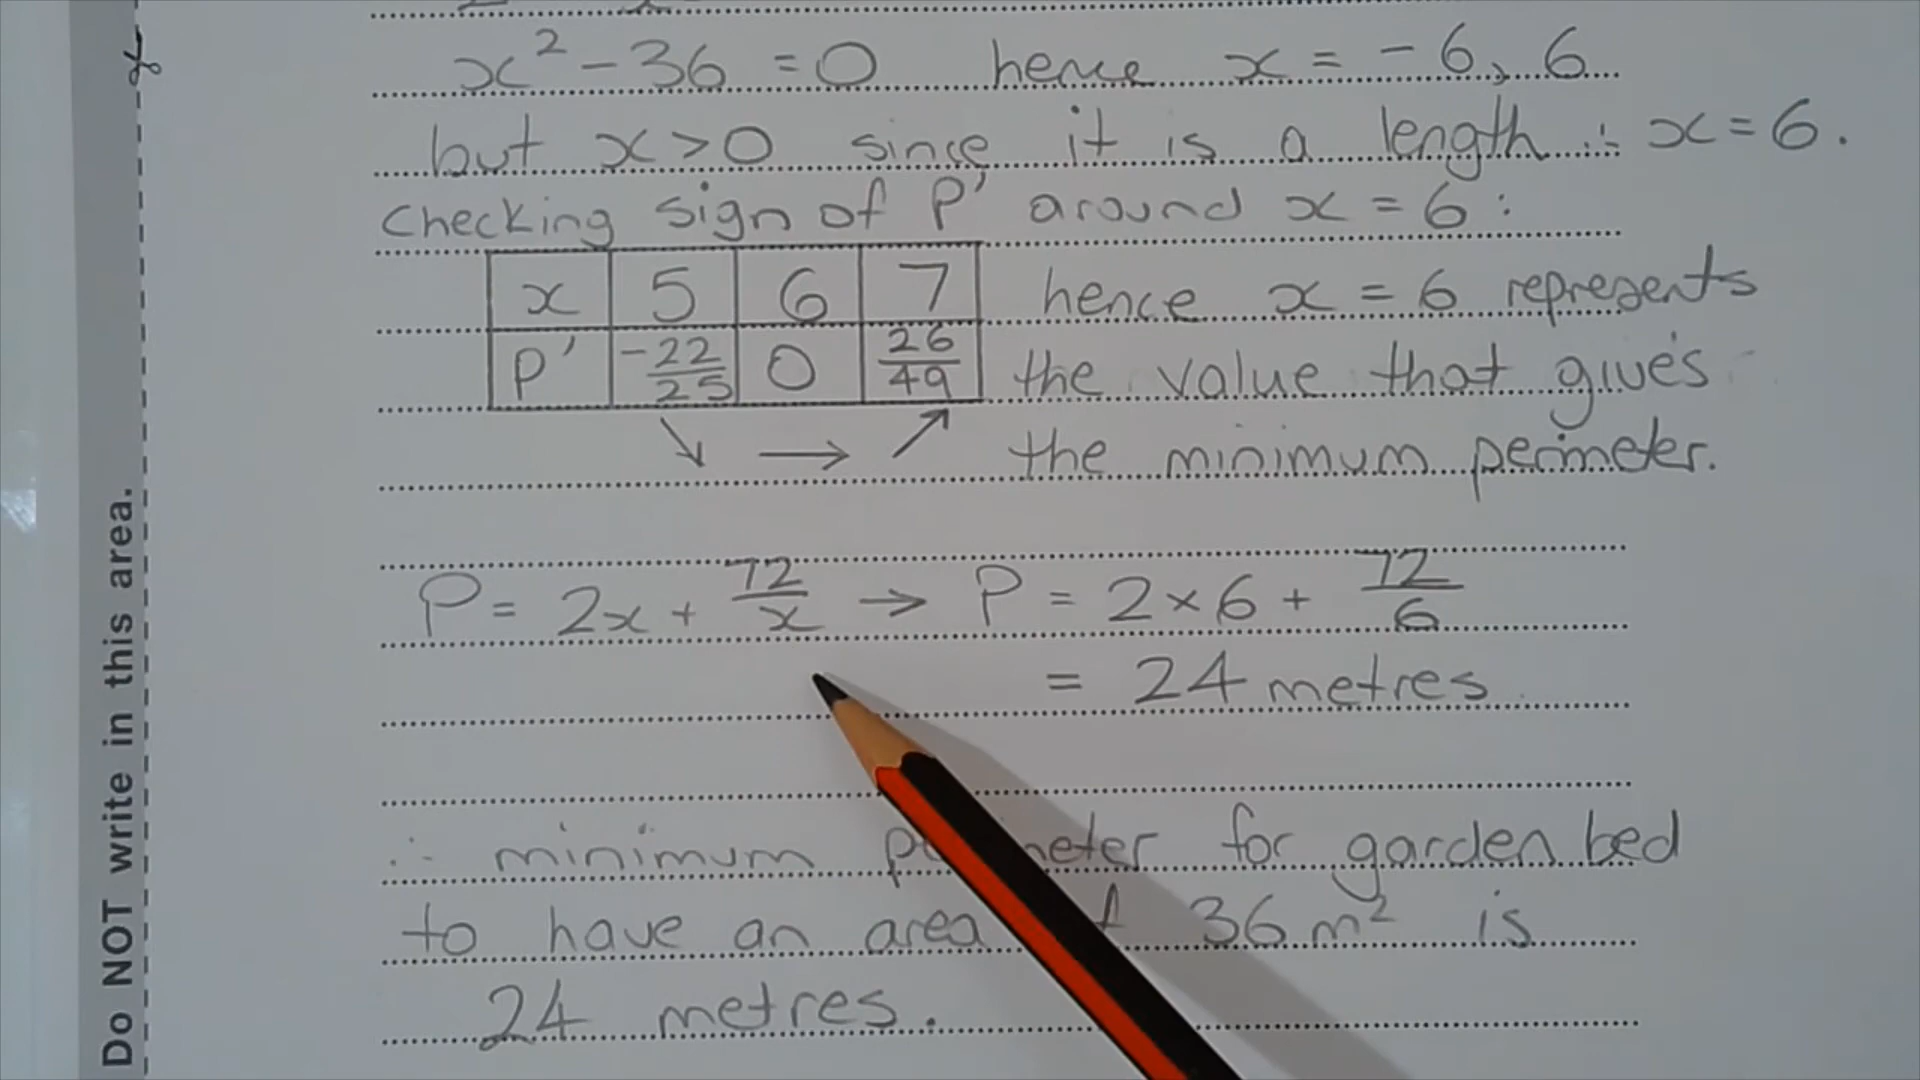 x² - 36 = 0 hence x = -6, 6
but x > 0 since it is a length ∴ x = 6.
checking sign of P' around x = 6:
x 5 6 7 hence x = 6 represents
P' -22/25 0 26/49 the value that gives
↘ → ↗ the minimum perimeter.
P = 2x + 72/x → P = 2 × 6 + 72/6
= 24 metres
∴ minimum for garden bed
to have an area 36 m² is
24 metres.
Do NOT write in this area.